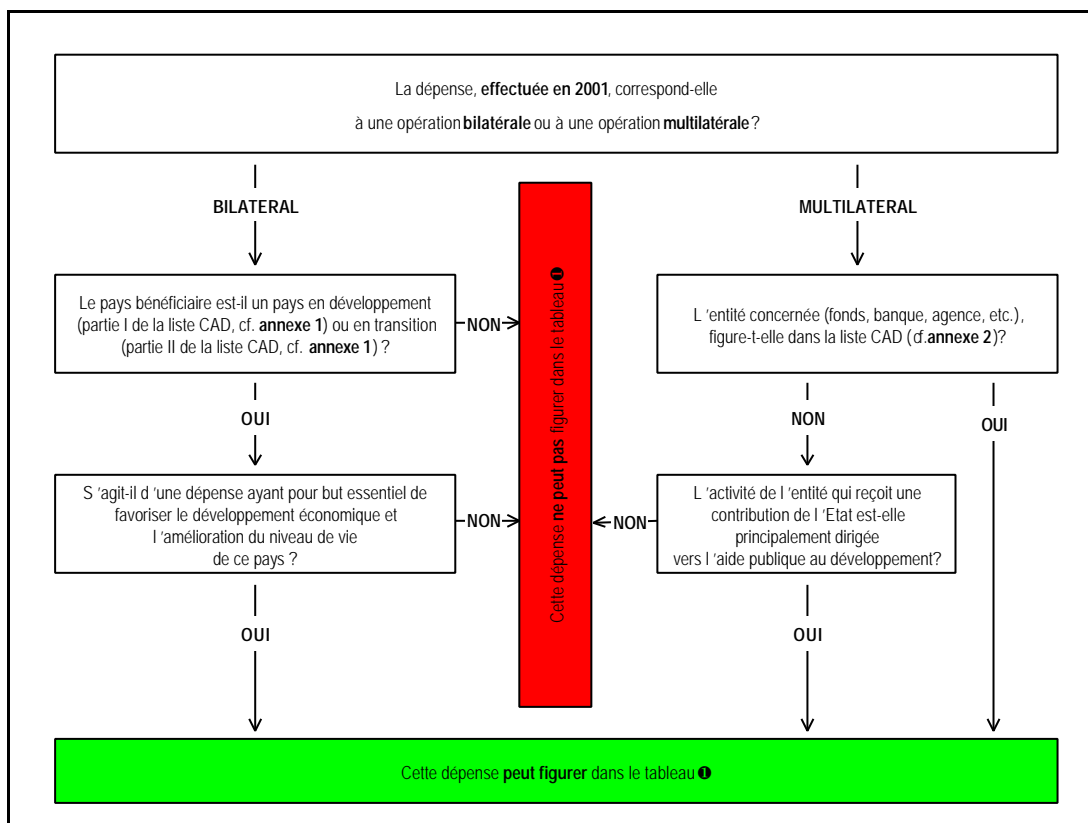 La dépense, effectuée en 2001, correspond-elle
à une opération bilatérale ou à une opération multilatérale ?
BILATERAL
MULTILATERAL
Le pays bénéficiaire est-il un pays en développement
(partie I de la liste CAD, cf. annexe 1) ou en transition
(partie II de la liste CAD, cf. annexe 1) ?
NON
Cette dépense ne peut pas figurer dans le tableau ❶
L 'entité concernée (fonds, banque, agence, etc.),
figure-t-elle dans la liste CAD (cf. annexe 2)?
OUI
NON
OUI
S 'agit-il d 'une dépense ayant pour but essentiel de
favoriser le développement économique et
l 'amélioration du niveau de vie
de ce pays ?
NON
NON
L 'activité de l 'entité qui reçoit une
contribution de l 'Etat est-elle
principalement dirigée
vers l 'aide publique au développement?
OUI
OUI
Cette dépense peut figurer dans le tableau ❶